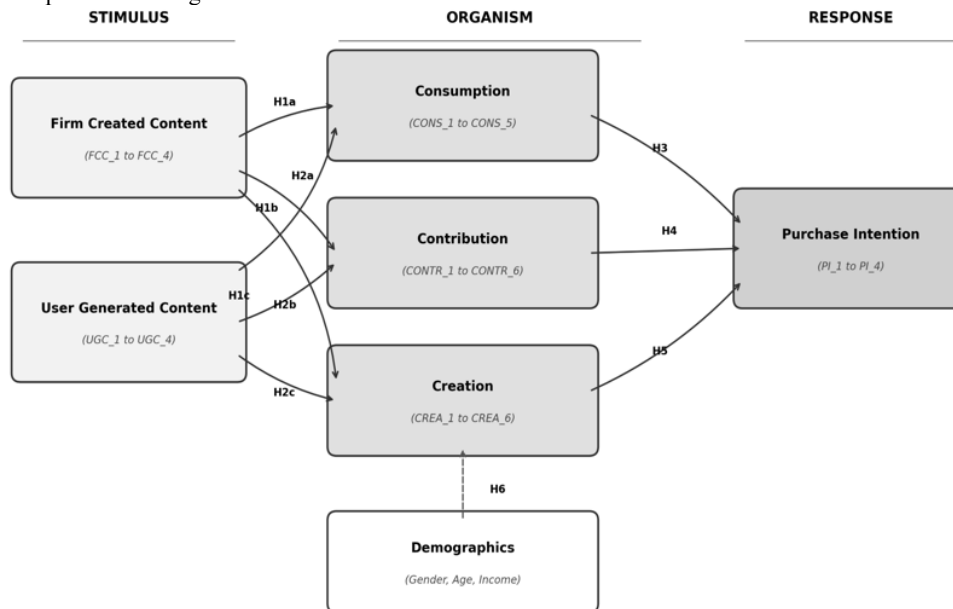 STIMULUS
ORGANISM
RESPONSE
Firm Created Content
(FCC_1 to FCC_4)
User Generated Content
(UGC_1 to UGC_4)
H1a
H2a
H1b
H1c
H2b
H2c
Consumption
(CONS_1 to CONS_5)
Contribution
(CONTR_1 to CONTR_6)
Creation
(CREA_1 to CREA_6)
H6
Demographics
(Gender, Age, Income)
H3
H4
H5
Purchase Intention
(PI_1 to PI_4)